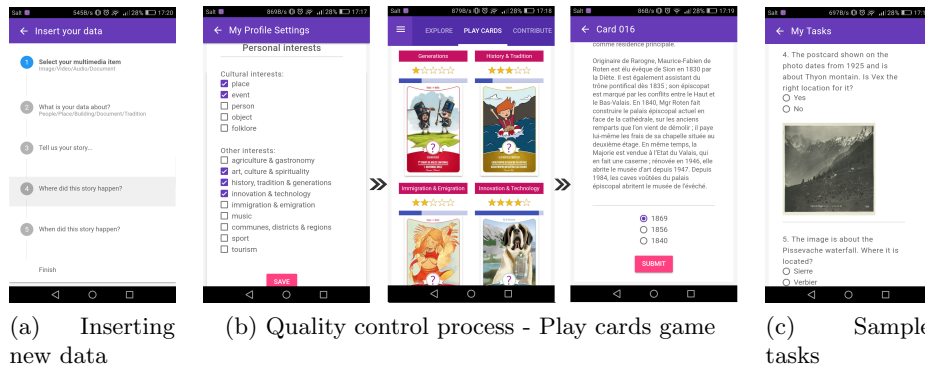 Salt 545B/s 28% 17:20
Insert your data
1 Select your multimedia item
Image/Video/Audio/Document
2 What is your data about?
People/Place/Building/Document/Tradition
3 Tell us your story...
4 Where did this story happen?
5 When did this story happen?
Finish
(a) Inserting
new data
Salt 869B/s 28% 17:17
My Profile Settings
Personal interests
Cultural interests:
place
event
person
object
folklore
Other interests:
agriculture & gastronomy
art, culture & spirituality
history, tradition & generations
innovation & technology
immigration & emigration
music
communes, districts & regions
sport
tourism
SAVE
Salt 879B/s 28% 17:18
EXPLORE PLAY CARDS CONTRIBUTE
Generations
History & Tradition
?
?
Immigration & Emigration
Innovation & Technology
?
?
Salt 86B/s 28% 17:19
Card 016
comme résidence principale.
Originaire de Rarogne, Maurice-Fabien de
Roten est élu évêque de Sion en 1830 par
la Diète. Il est également assistant du
trône pontifical dès 1835 ; son épiscopat
est marqué par les conflits entre le Haut et
le Bas-Valais. En 1840, Mgr Roten fait
construire le palais épiscopal actuel en
face de la cathédrale, sur les anciens
remparts que l'on vient de démolir ; il paye
lui-même les frais de sa chapelle située au
deuxième étage. En même temps, la
Majorie est vendue à l'Etat du Valais, qui
en fait une caserne ; rénovée en 1946, elle
abrite le musée d'art depuis 1947. Depuis
1984, les caves voûtées du palais
épiscopal abritent le musée de l'évêché.
1869
1856
1840
SUBMIT
(b) Quality control process - Play cards game
Salt 697B/s 28% 17:19
My Tasks
4. The postcard shown on the
photo dates from 1925 and is
about Thyon montain. Is Vex the
right location for it?
Yes
No
5. The image is about the
Pissevache waterfall. Where it is
located?
Sierre
Verbier
(c) Sample
tasks